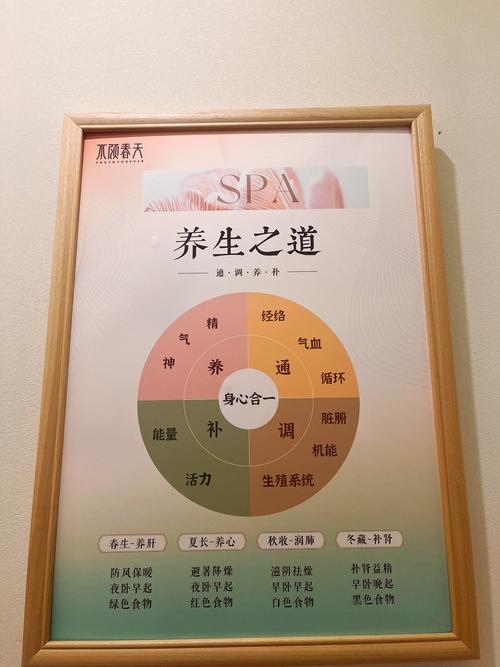 不顾春天
YOUTH FOREVER
SPA
养生之道
通·调·养·补
精
气
神
养
经络
气血
循环
通
身心合一
能量
活力
补
脏腑
机能
生殖系统
调
春生-养肝
防风保暖
夜卧早起
绿色食物
夏长-养心
避暑降燥
夜卧早起
红色食物
秋收-润肺
滋阴祛燥
早卧早起
白色食物
冬藏-补肾
补肾益精
早卧晚起
黑色食物